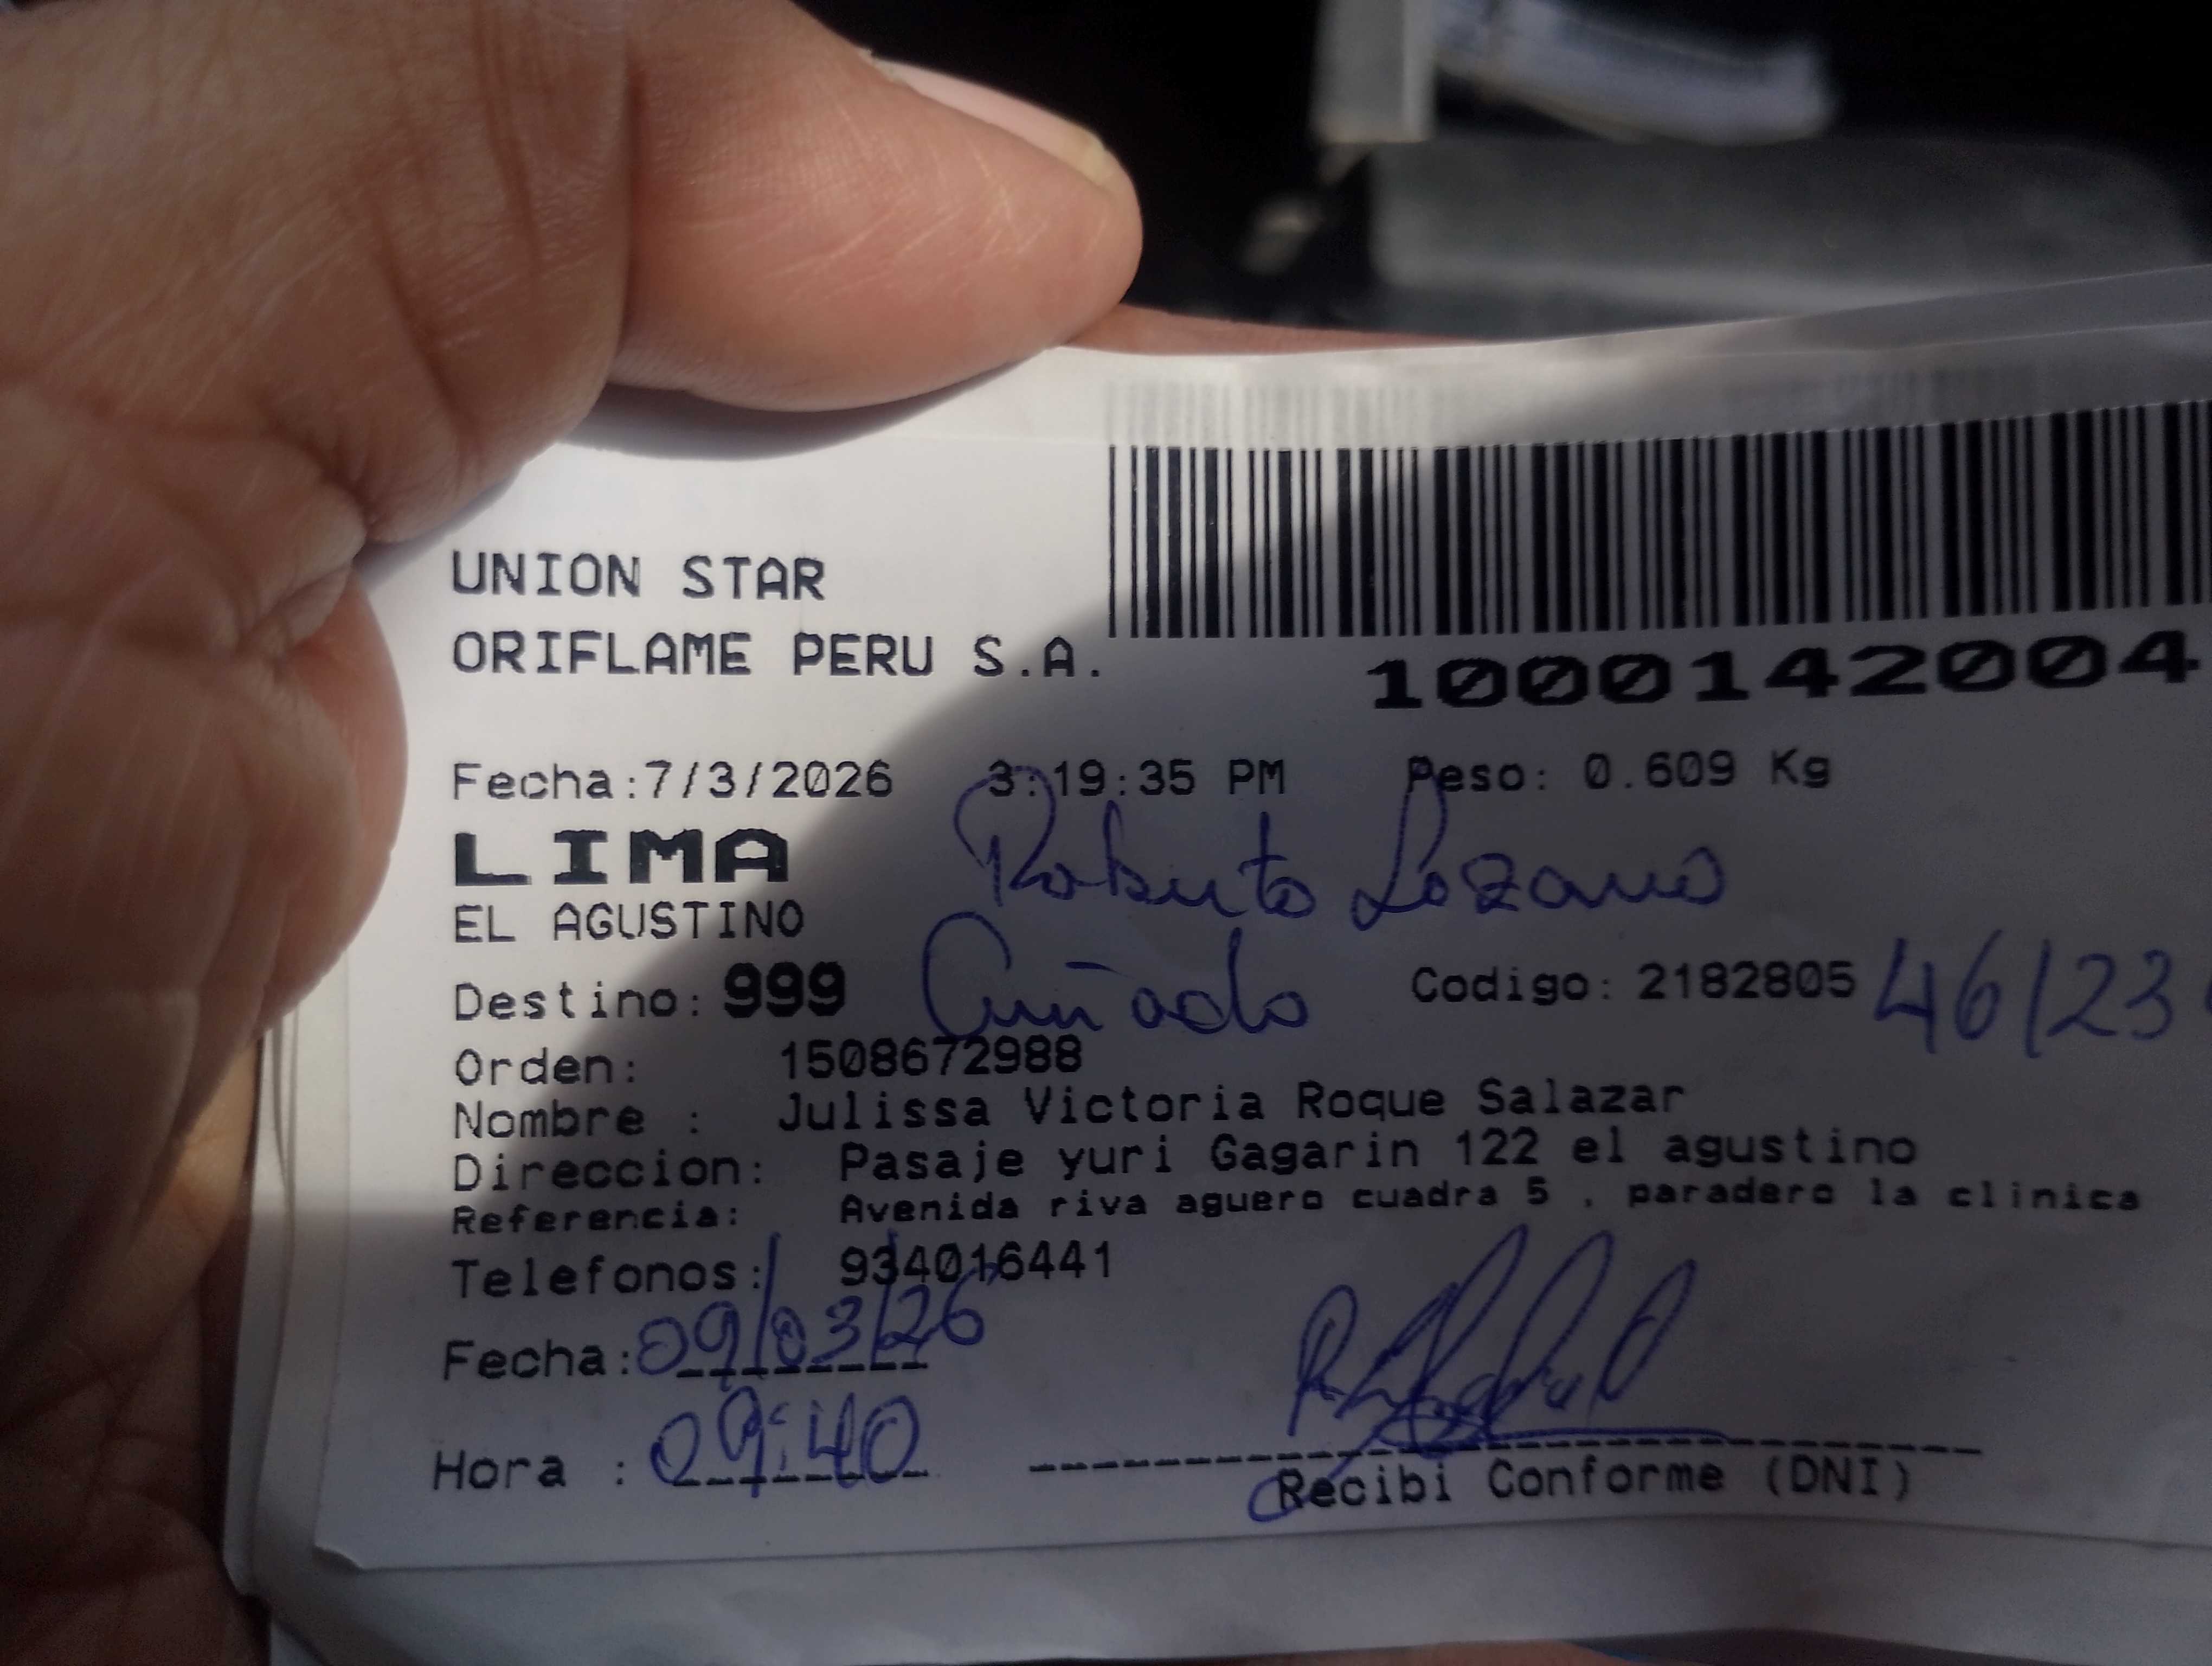 UNION STAR
ORIFLAME PERU S.A.
1000142004
Fecha:7/3/2026 3:19:35 PM Peso: 0.609 Kg
LIMA
Roberto Lozano
EL AGUSTINO
Destino: 999 Cuñado Codigo: 2182805
Orden: 1508672988
Nombre : Julissa Victoria Roque Salazar
Direccion: Pasaje yuri Gagarin 122 el agustino
Referencia: Avenida riva aguero cuadra 5 , paradero la clinica
Telefonos: 934016441
Fecha: 09/03/26
Hora : 09:40
Recibi Conforme (DNI)